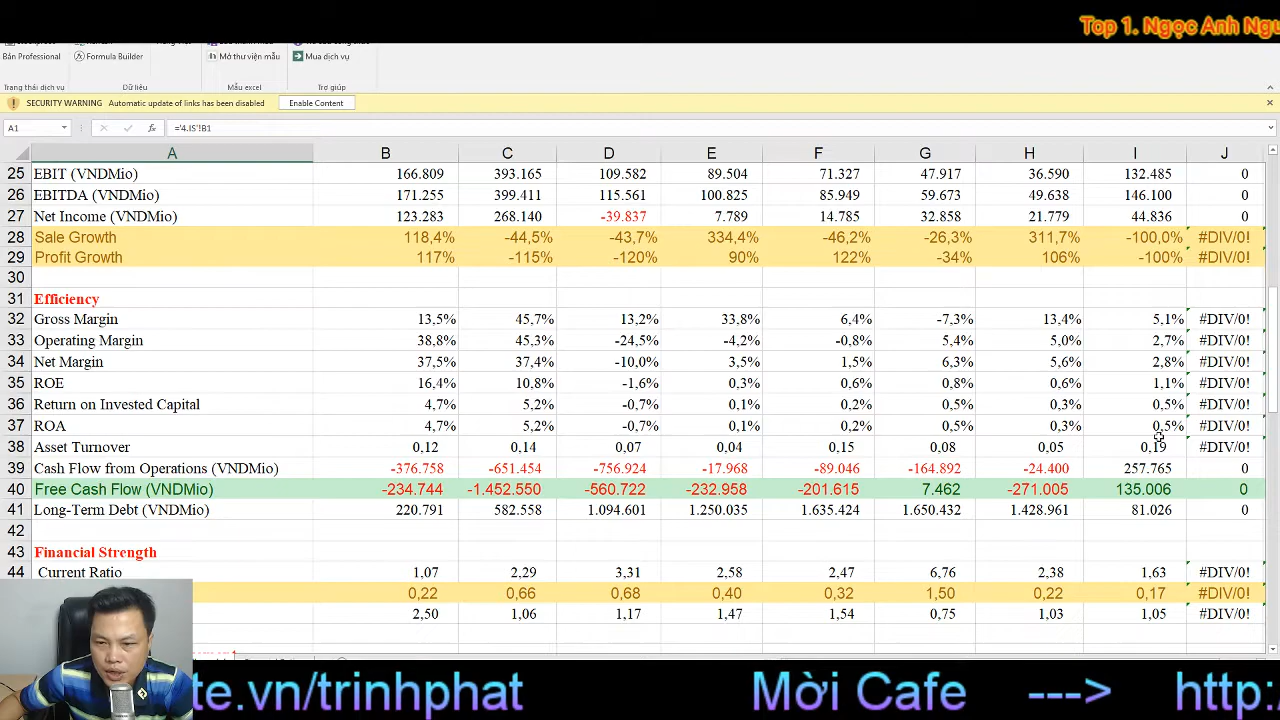 Top 1. Ngọc Anh Ngu
Bản Professional
Formula Builder
Mở thư viện mẫu
Mua dịch vụ
Trạng thái dịch vụ
Dữ liệu
Mẫu excel
Trợ giúp
SECURITY WARNING Automatic update of links has been disabled Enable Content
A1 fx ='4.IS'!B1
A B C D E F G H I J
25 EBIT (VNDMio) 166.809 393.165 109.582 89.504 71.327 47.917 36.590 132.485 0
26 EBITDA (VNDMio) 171.255 399.411 115.561 100.825 85.949 59.673 49.638 146.100 0
27 Net Income (VNDMio) 123.283 268.140 -39.837 7.789 14.785 32.858 21.779 44.836 0
28 Sale Growth 118,4% -44,5% -43,7% 334,4% -46,2% -26,3% 311,7% -100,0% #DIV/0!
29 Profit Growth 117% -115% -120% 90% 122% -34% 106% -100% #DIV/0!
30
31 Efficiency
32 Gross Margin 13,5% 45,7% 13,2% 33,8% 6,4% -7,3% 13,4% 5,1% #DIV/0!
33 Operating Margin 38,8% 45,3% -24,5% -4,2% -0,8% 5,4% 5,0% 2,7% #DIV/0!
34 Net Margin 37,5% 37,4% -10,0% 3,5% 1,5% 6,3% 5,6% 2,8% #DIV/0!
35 ROE 16,4% 10,8% -1,6% 0,3% 0,6% 0,8% 0,6% 1,1% #DIV/0!
36 Return on Invested Capital 4,7% 5,2% -0,7% 0,1% 0,2% 0,5% 0,3% 0,5% #DIV/0!
37 ROA 4,7% 5,2% -0,7% 0,1% 0,2% 0,5% 0,3% 0,5% #DIV/0!
38 Asset Turnover 0,12 0,14 0,07 0,04 0,15 0,08 0,05 0,19 #DIV/0!
39 Cash Flow from Operations (VNDMio) -376.758 -651.454 -756.924 -17.968 -89.046 -164.892 -24.400 257.765 0
40 Free Cash Flow (VNDMio) -234.744 -1.452.550 -560.722 -232.958 -201.615 7.462 -271.005 135.006 0
41 Long-Term Debt (VNDMio) 220.791 582.558 1.094.601 1.250.035 1.635.424 1.650.432 1.428.961 81.026 0
42
43 Financial Strength
44 Current Ratio 1,07 2,29 3,31 2,58 2,47 6,76 2,38 1,63 #DIV/0!
0,22 0,66 0,68 0,40 0,32 1,50 0,22 0,17 #DIV/0!
2,50 1,06 1,17 1,47 1,54 0,75 1,03 1,05 #DIV/0!
te.vn/trinhphat Mời Cafe ---> http: